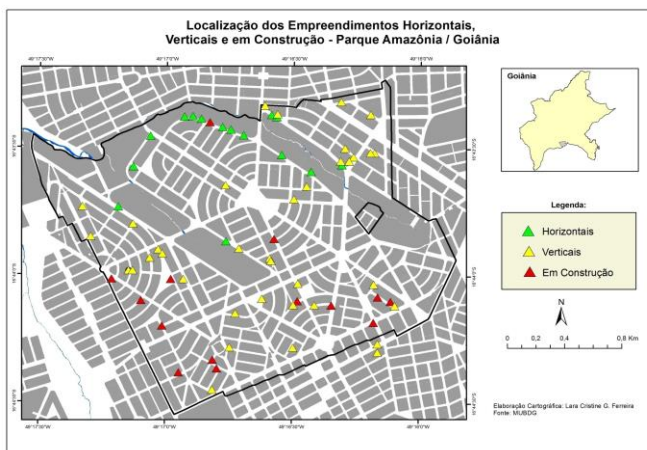 Localização dos Empreendimentos Horizontais,
Verticais e em Construção - Parque Amazônia / Goiânia
Goiânia
Legenda:
Horizontais
Verticais
Em Construção
N
0 0,2 0,4 0,8 Km
Elaboração Cartográfica: Lara Cristine G. Ferreira
Fonte: MUBDG